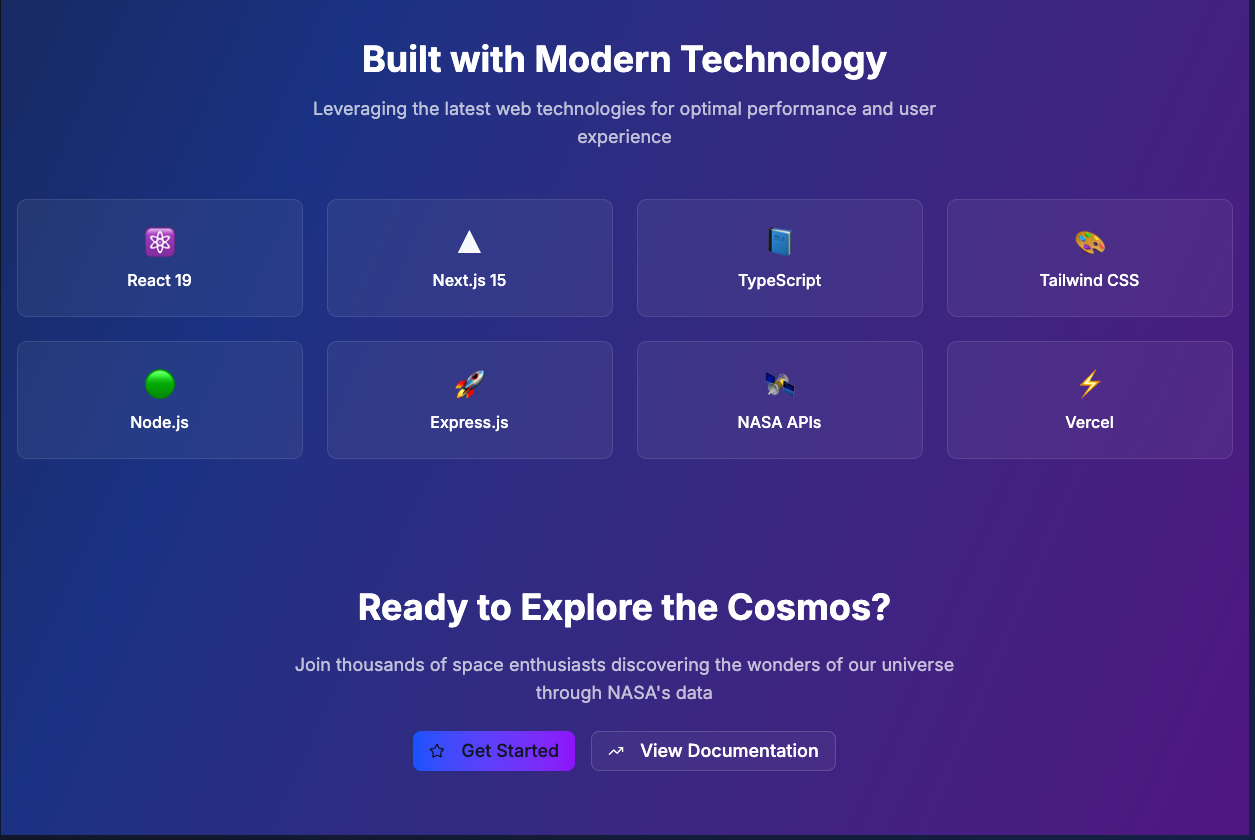 Built with Modern Technology
Leveraging the latest web technologies for optimal performance and user
experience
React 19
Next.js 15
TypeScript
Tailwind CSS
Node.js
Express.js
NASA APIs
Vercel
Ready to Explore the Cosmos?
Join thousands of space enthusiasts discovering the wonders of our universe
through NASA's data
Get Started
View Documentation